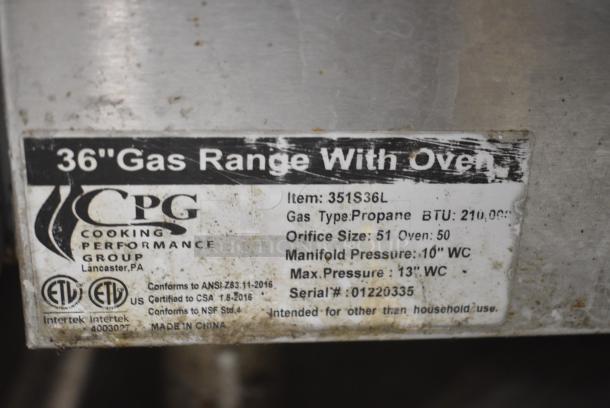 36"Gas Range With Oven
CPG
COOKING
PERFORMANCE
GROUP
Lancaster,PA
Item: 351S36L
Gas Type:Propane BTU: 210,000
Orifice Size: 51 Oven: 50
Manifold Pressure: 10" WC
Max.Pressure : 13" WC
Serial# : 01220335
Intended for other than household use.
ETL ETL US
Intertek Intertek
Conforms to ANSI Z83.11-2016
Certified to CSA 1.8-2016
Conforms to NSF Std.4
MADE IN CHINA